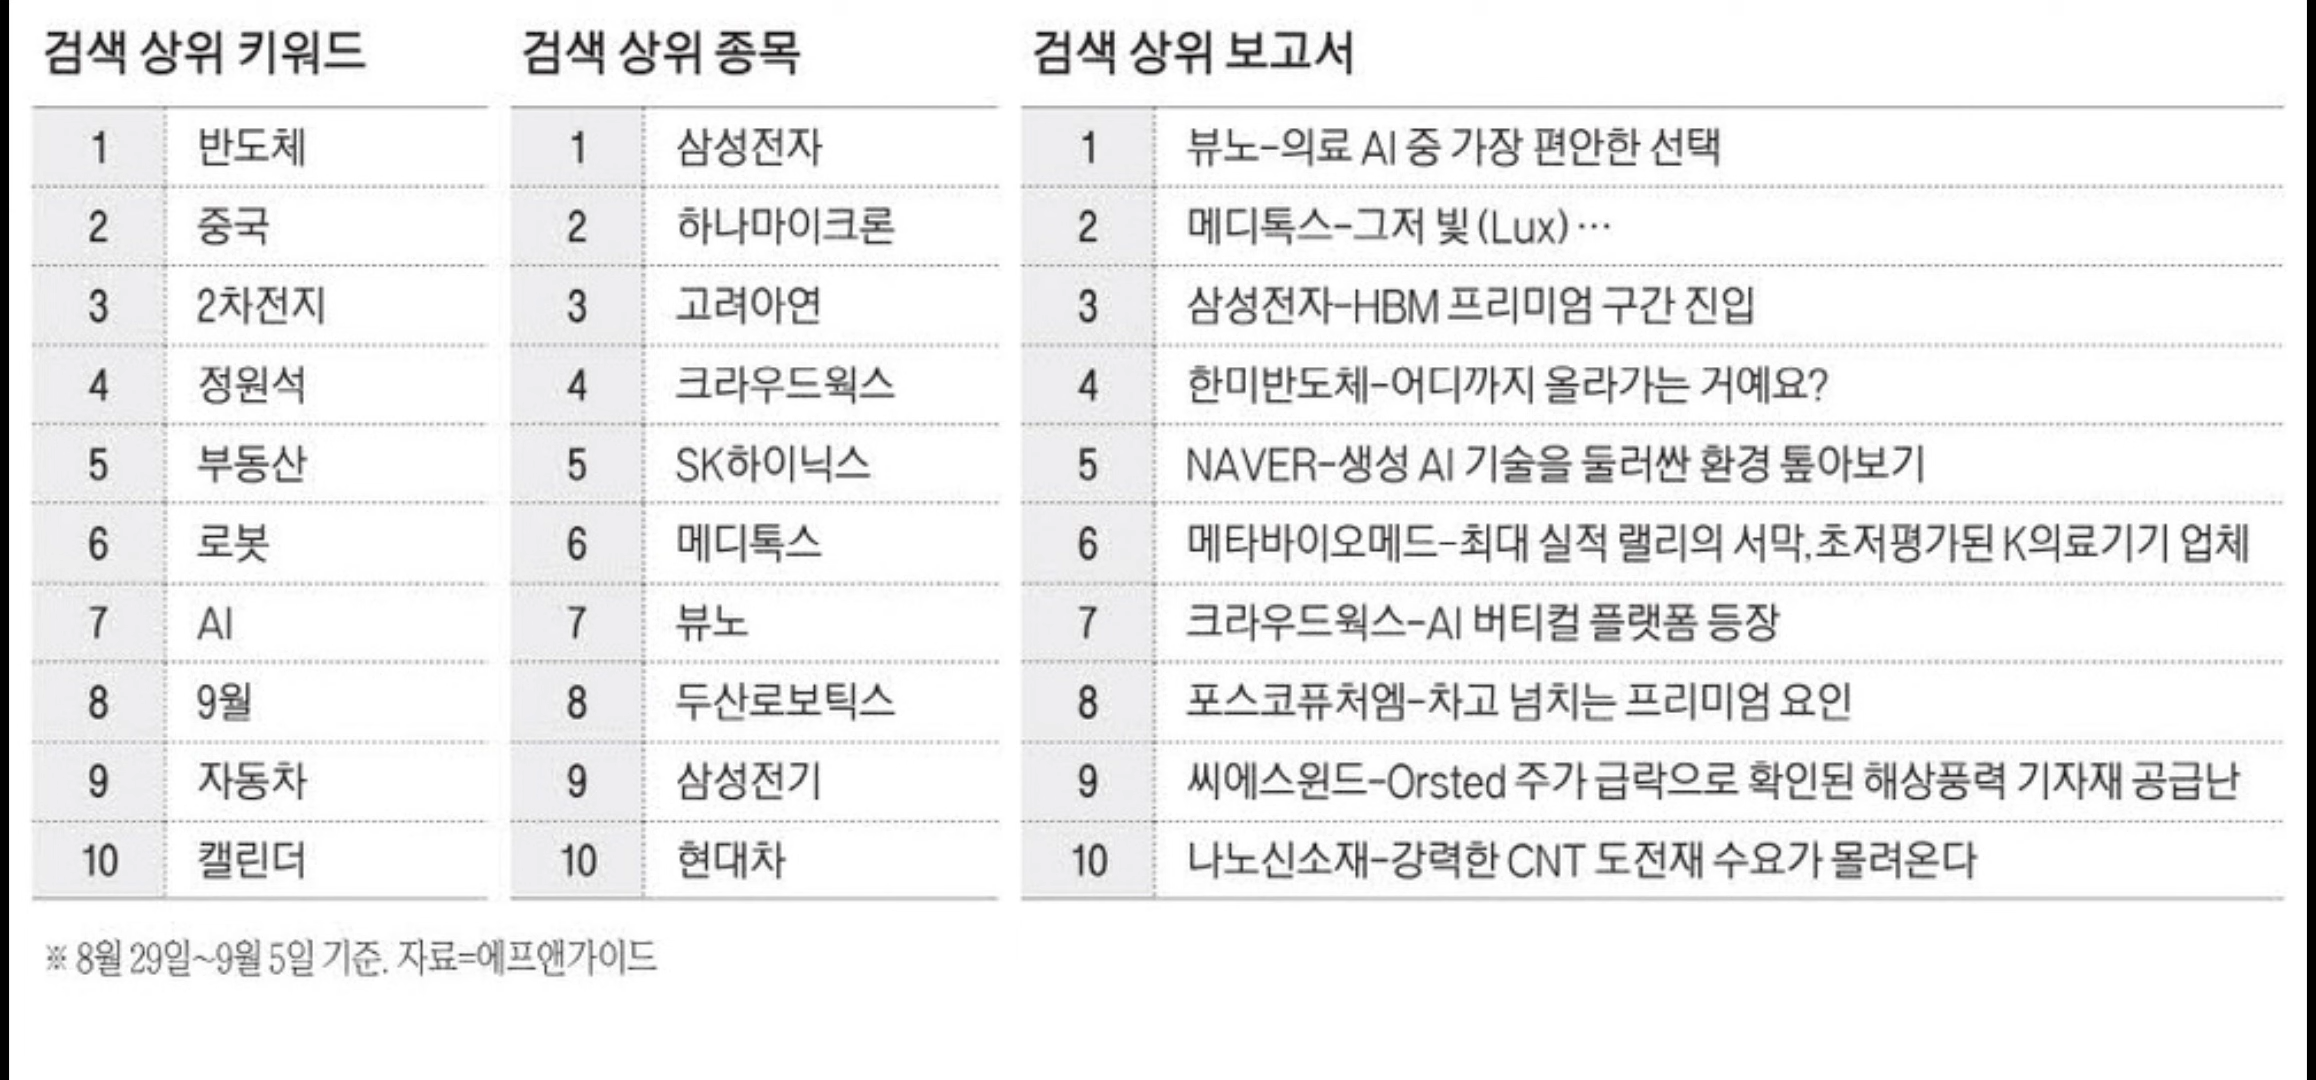 검색 상위 키워드
1 반도체
2 중국
3 2차전지
4 정원석
5 부동산
6 로봇
7 AI
8 9월
9 자동차
10 캘린더
검색 상위 종목
1 삼성전자
2 하나마이크론
3 고려아연
4 크라우드웍스
5 SK하이닉스
6 메디톡스
7 뷰노
8 두산로보틱스
9 삼성전기
10 현대차
검색 상위 보고서
1 뷰노-의료 AI 중 가장 편안한 선택
2 메디톡스-그저 빛(Lux)…
3 삼성전자-HBM 프리미엄 구간 진입
4 한미반도체-어디까지 올라가는 거예요?
5 NAVER-생성 AI 기술을 둘러싼 환경 톺아보기
6 메타바이오메드-최대 실적 랠리의 서막, 초저평가된 K의료기기 업체
7 크라우드웍스-AI 버티컬 플랫폼 등장
8 포스코퓨처엠-차고 넘치는 프리미엄 요인
9 씨에스윈드-Orsted 주가 급락으로 확인된 해상풍력 기자재 공급난
10 나노신소재-강력한 CNT 도전재 수요가 몰려온다
※ 8월 29일~9월 5일 기준. 자료=에프앤가이드